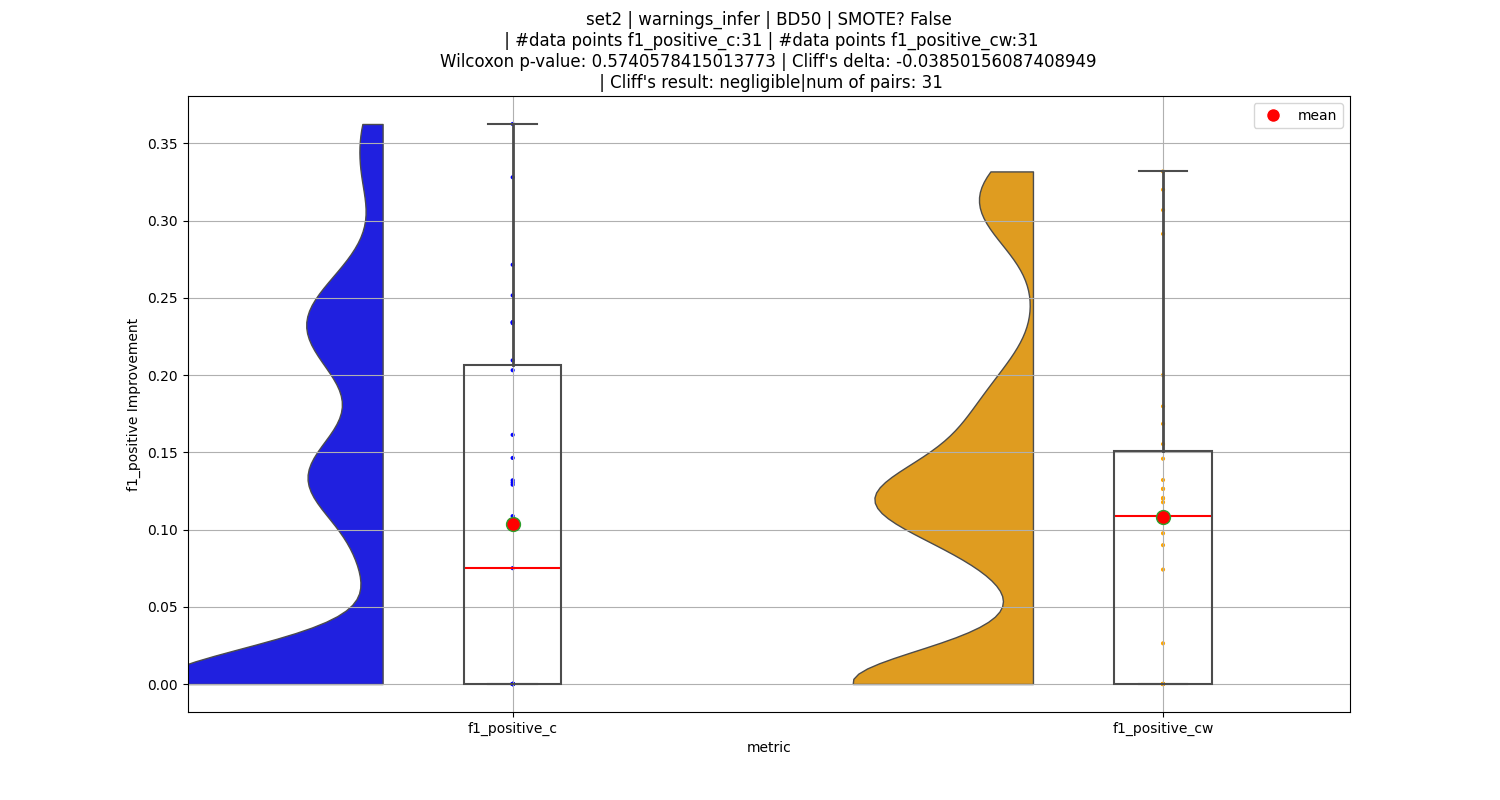 set2 | warnings_infer | BD50 | SMOTE? False
| #data points f1_positive_c:31 | #data points f1_positive_cw:31
Wilcoxon p-value: 0.5740578415013773 | Cliff's delta: -0.03850156087408949
| Cliff's result: negligible|num of pairs: 31
mean
0.35
0.30
0.25
0.20
0.15
0.10
0.05
0.00
f1_positive Improvement
f1_positive_c
f1_positive_cw
metric